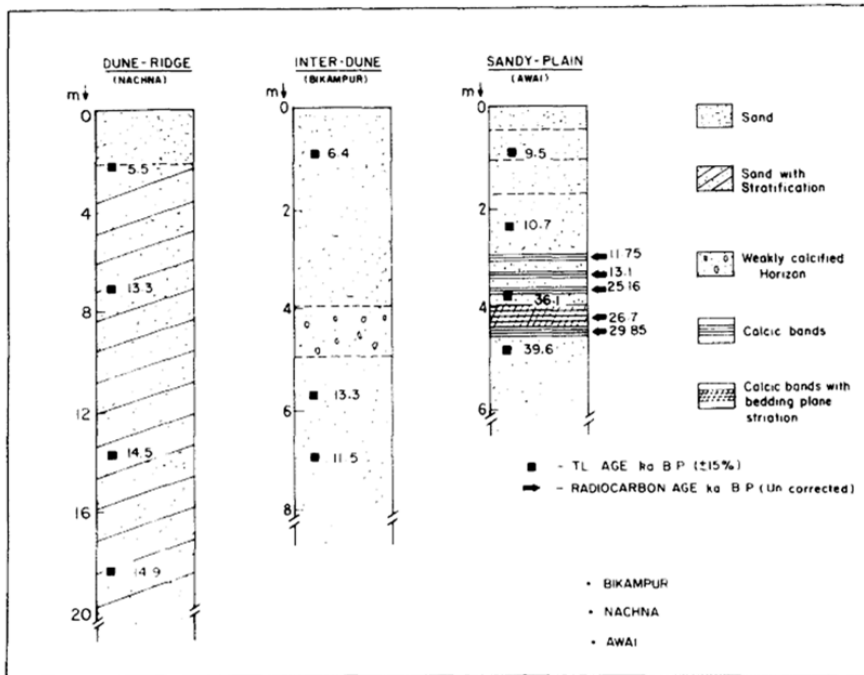 DUNE-RIDGE
(NACHNA)
m
0
5.5
4
13.3
8
12
14.5
16
14.9
20
INTER-DUNE
(BIKAMPUR)
m
0
6.4
2
4
13.3
6
11.5
8
SANDY-PLAIN
(AWAI)
m
0
9.5
2
10.7
11.75
13.1
25.16
36.1
4
26.7
29.85
39.6
6
Sand
Sand with
Stratification
Weakly calcified
Horizon
Calcic bands
Calcic bands with
bedding plane
striation
- TL AGE ka B P (±15%)
- RADIOCARBON AGE ka B P (Un corrected)
• BIKAMPUR
• NACHNA
• AWAI